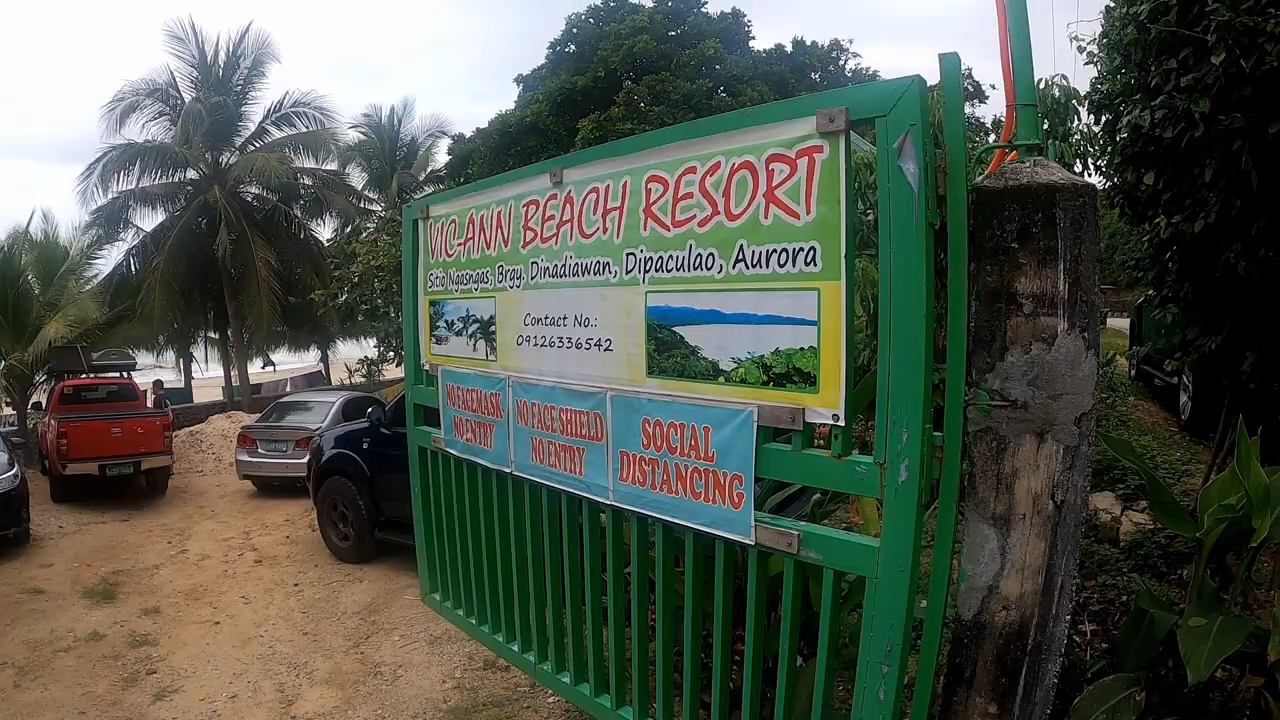 VIC-ANN BEACH RESORT
Sitio Ngasngas, Brgy. Dinadiawan, Dipaculao, Aurora
Contact No.:
09126336542
NO FACEMASK
NO ENTRY
NO FACE SHIELD
NO ENTRY
SOCIAL
DISTANCING